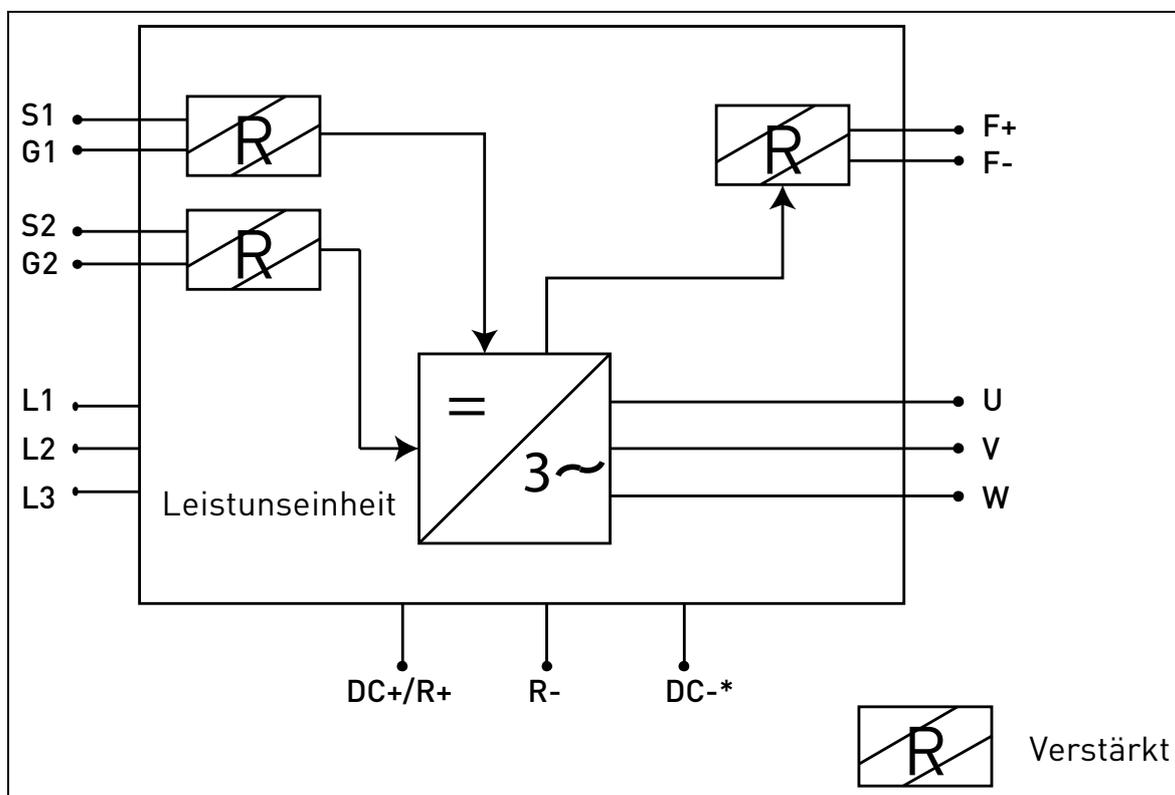 S1
G1
R
S2
G2
R
R
F+
F-
L1
L2
L3
Leistunseinheit
=
3~
U
V
W
DC+/R+
R-
DC-*
R
Verstärkt